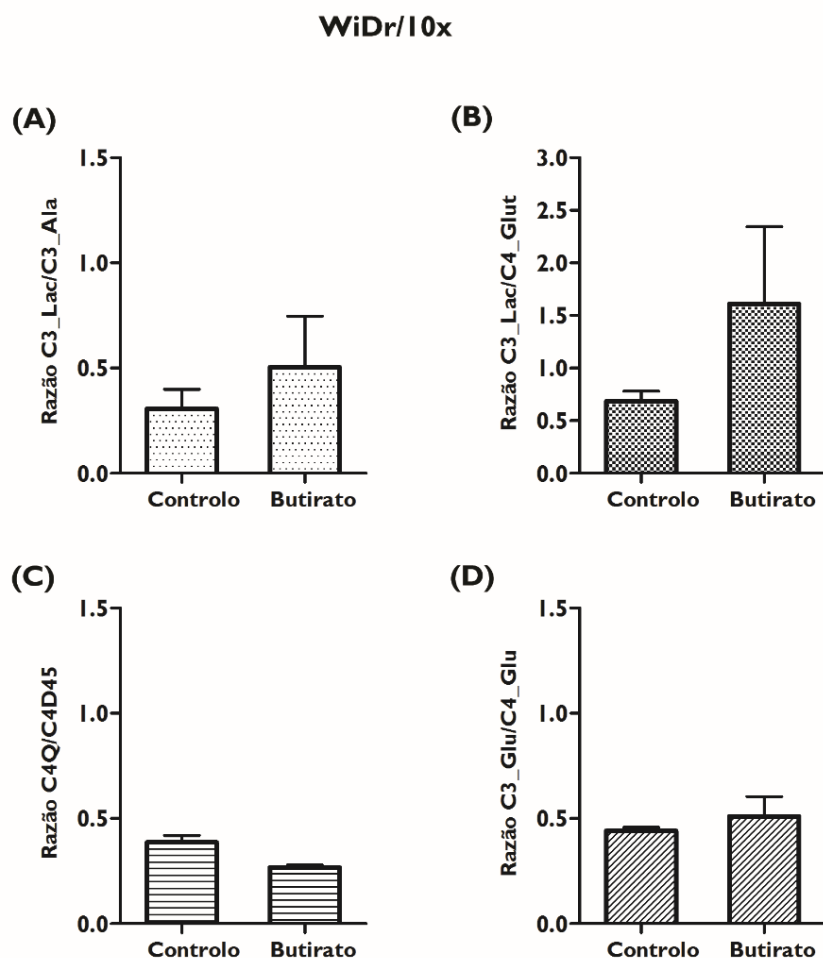 WiDr/10x
(A)
Razão C3_Lac/C3_Ala
1.5
1.0
0.5
0.0
Controlo Butirato
(B)
Razão C3_Lac/C4_Glut
3.0
2.5
2.0
1.5
1.0
0.5
0.0
Controlo Butirato
(C)
Razão C4Q/C4D45
1.5
1.0
0.5
0.0
Controlo Butirato
(D)
Razão C3_Glu/C4_Glu
1.5
1.0
0.5
0.0
Controlo Butirato